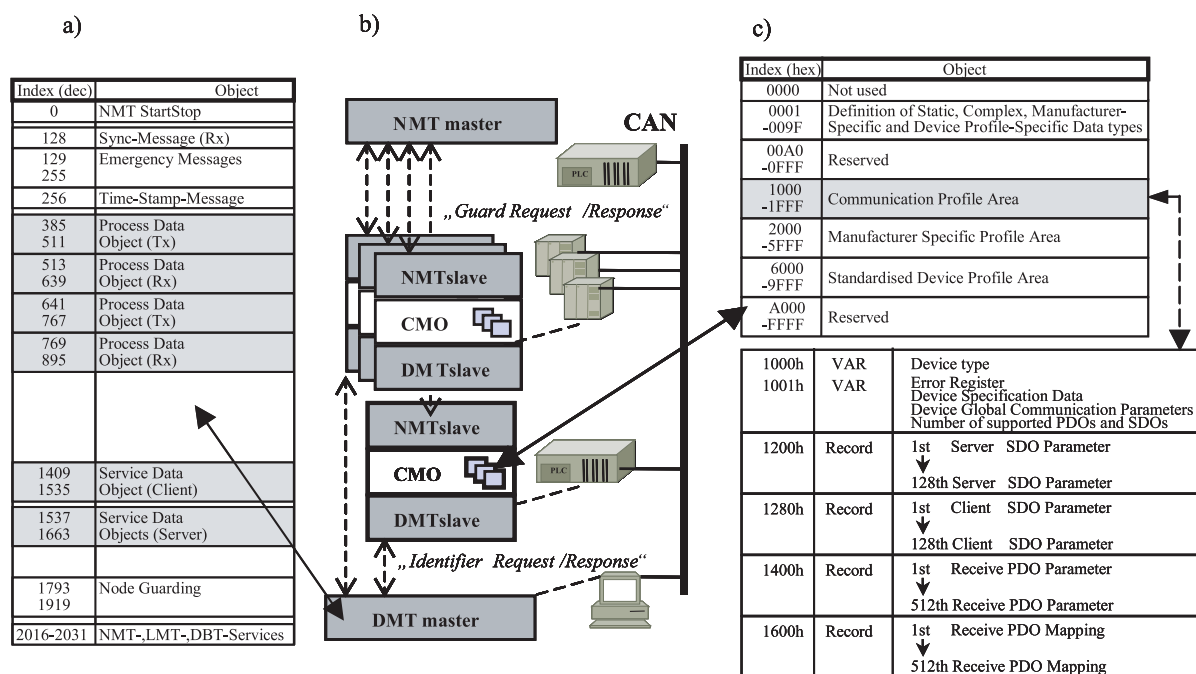 a)
Index (dec) Object
0 NMT StartStop
128 Sync-Message (Rx)
129 Emergency Messages
255
256 Time-Stamp-Message
385 Process Data
511 Object (Tx)
513 Process Data
639 Object (Rx)
641 Process Data
767 Object (Tx)
769 Process Data
895 Object (Rx)
1409 Service Data
1535 Object (Client)
1537 Service Data
1663 Objects (Server)
1793 Node Guarding
1919
2016-2031 NMT-,LMT-,DBT-Services
b)
NMT master
CAN
PLC
„Guard Request /Response“
NMTslave
CMO
DM Tslave
NMTslave
CMO
PLC
DMTslave
„Identifier Request /Response“
DMT master
c)
Index (hex) Object
0000 Not used
0001 Definition of Static, Complex, Manufacturer-
-009F Specific and Device Profile-Specific Data types
00A0
-0FFF Reserved
1000
-1FFF Communication Profile Area
2000
-5FFF Manufacturer Specific Profile Area
6000
-9FFF Standardised Device Profile Area
A000
-FFFF Reserved
1000h VAR Device type
1001h VAR Error Register
Device Specification Data
Device Global Communication Parameters
Number of supported PDOs and SDOs
1200h Record 1st Server SDO Parameter
128th Server SDO Parameter
1280h Record 1st Client SDO Parameter
128th Client SDO Parameter
1400h Record 1st Receive PDO Parameter
512th Receive PDO Parameter
1600h Record 1st Receive PDO Mapping
512th Receive PDO Mapping